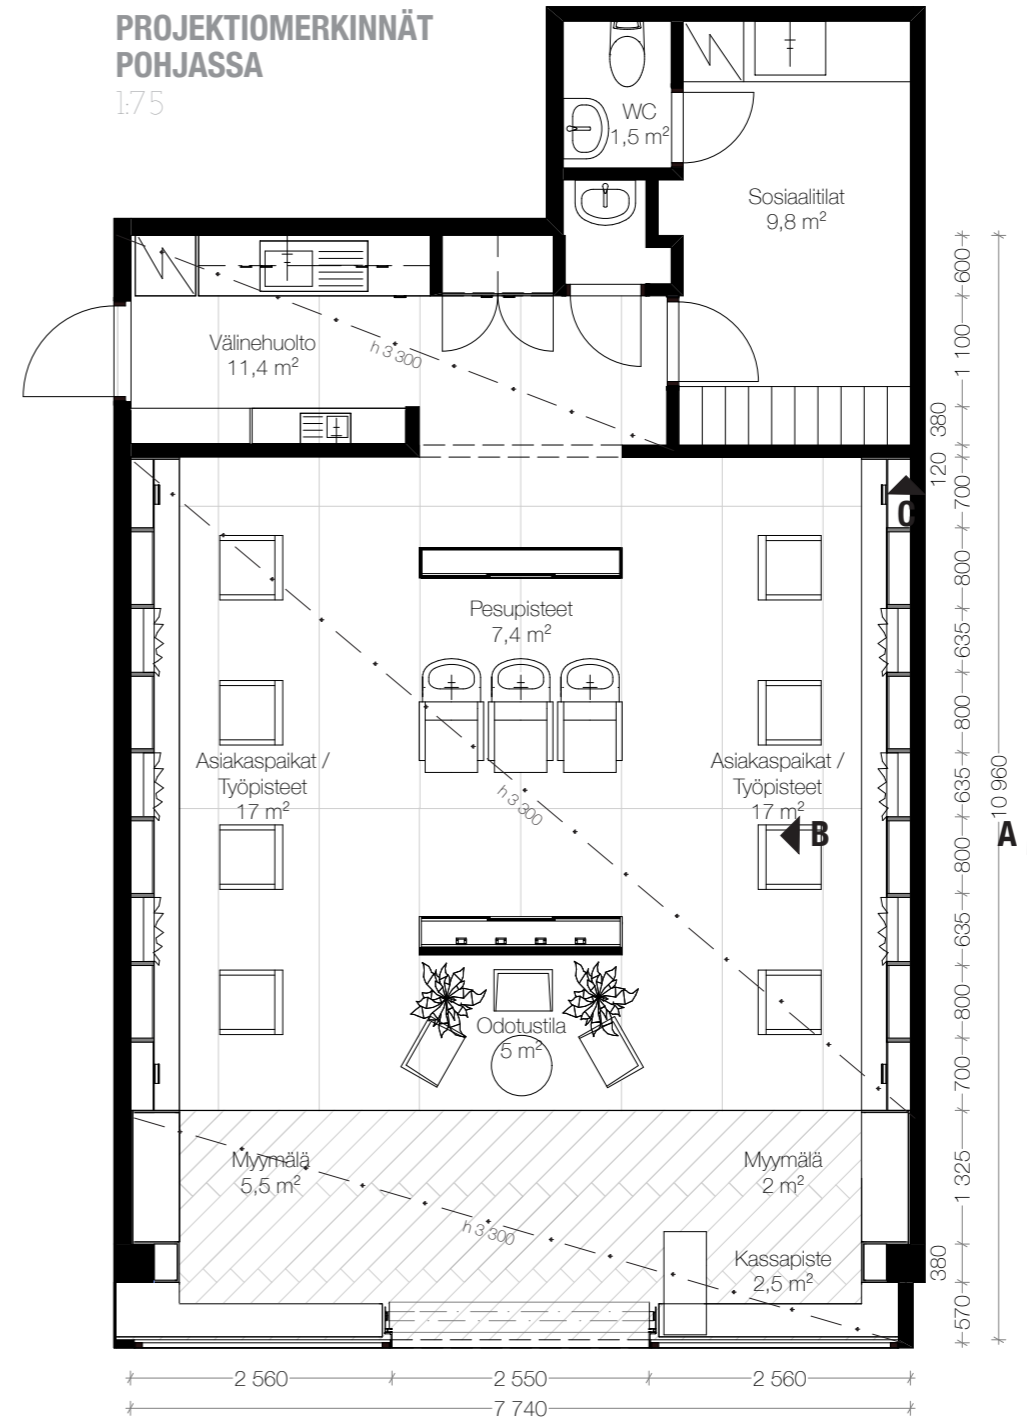 PROJEKTIOMERKINNÄT
POHJASSA
1:75
WC
1,5 m²
Sosiaalitilat
9,8 m²
Välinehuolto
11,4 m²
h 3 300
Pesupisteet
7,4 m²
Asiakaspaikat /
Työpisteet
17 m²
Asiakaspaikat /
Työpisteet
17 m²
h 3 300
Odotustila
5 m²
Myymälä
5,5 m²
Myymälä
2 m²
h 3 300
Kassapiste
2,5 m²
C
B
A
600
1 100
380
120
700
800
635
800
635
800
635
800
700
1 325
380
570
10 960
2 560
2 550
2 560
7 740